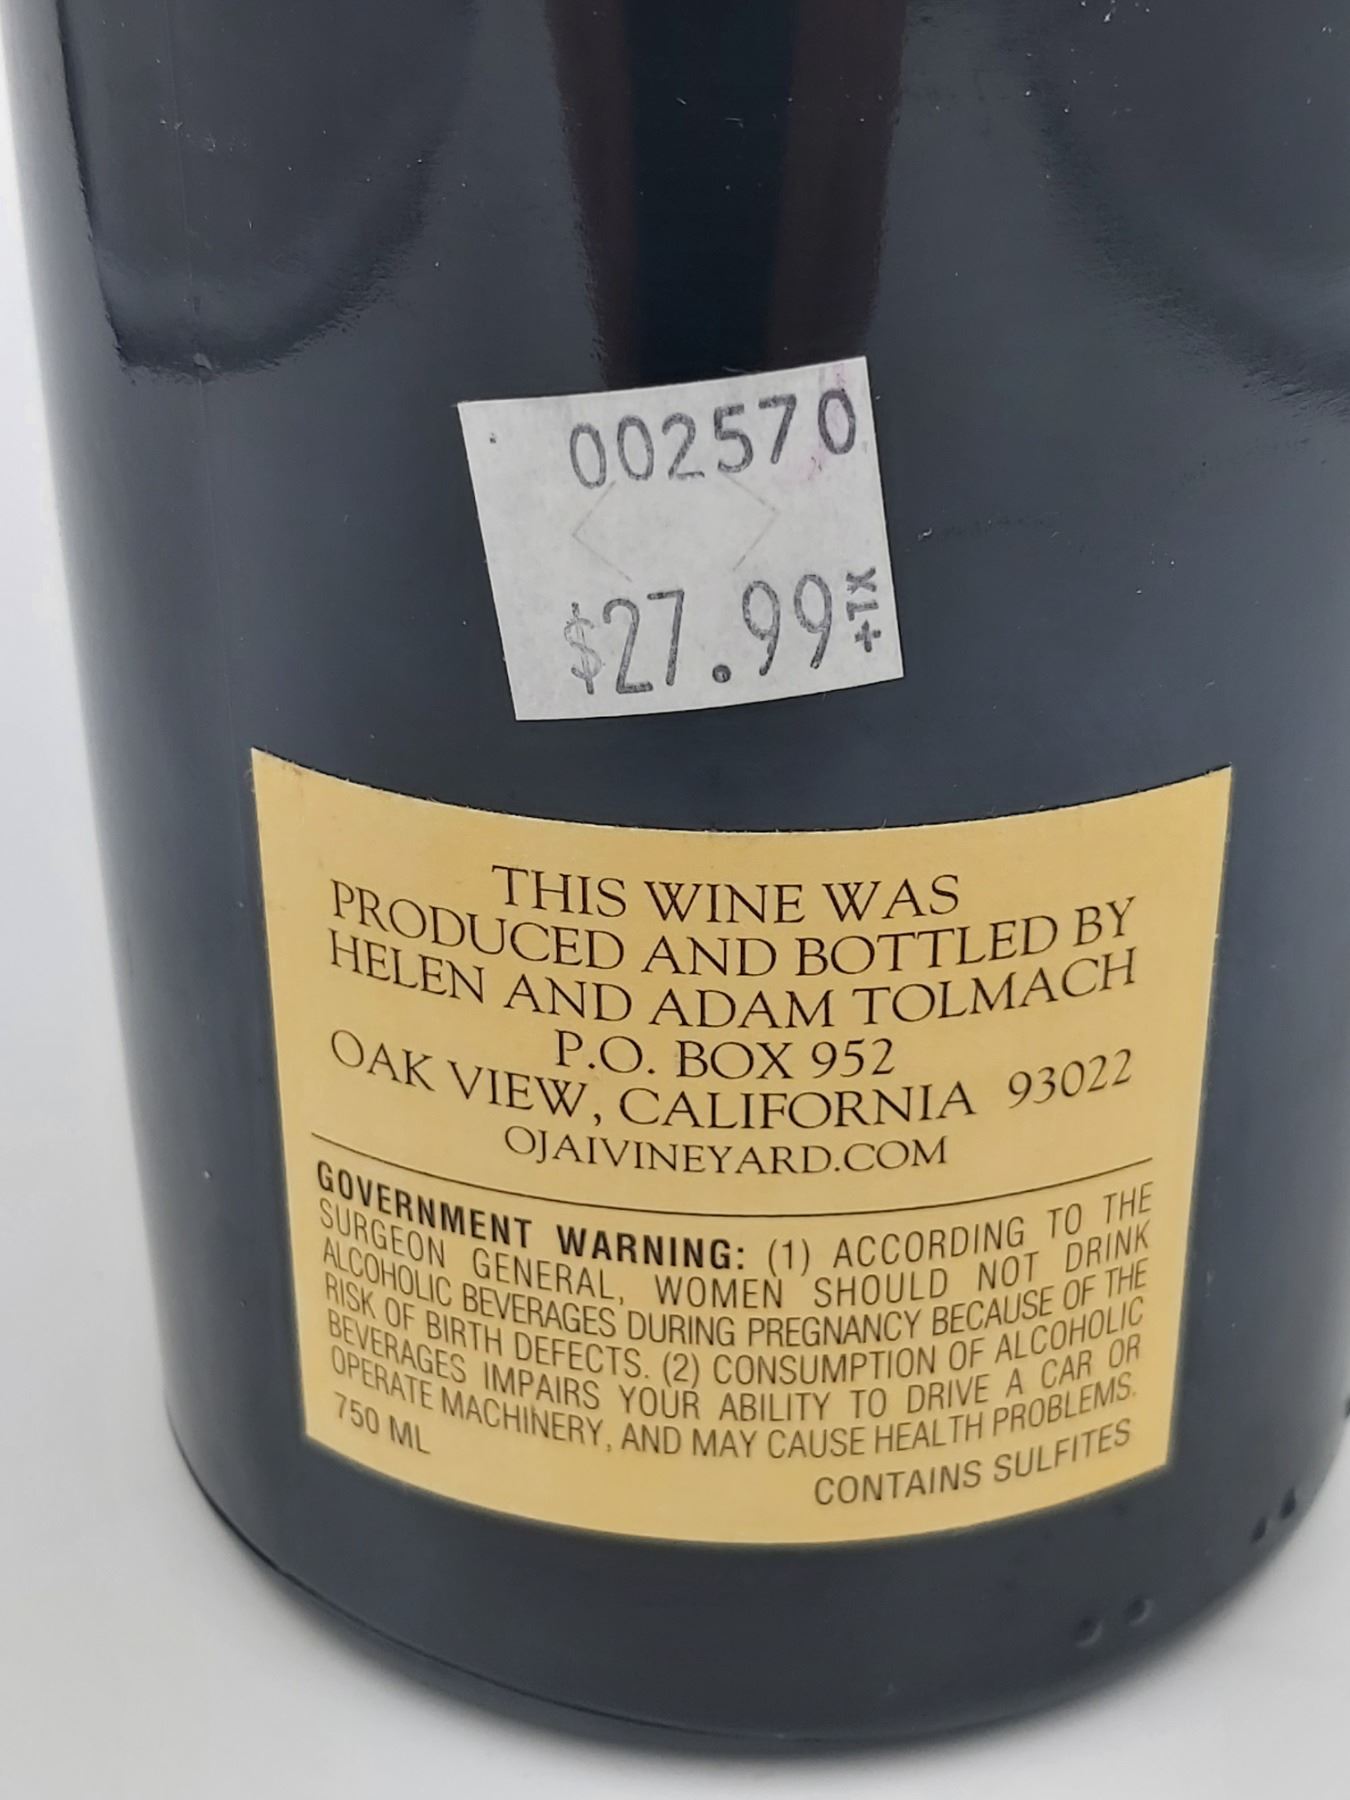 002570
$27.99+TX
THIS WINE WAS
PRODUCED AND BOTTLED BY
HELEN AND ADAM TOLMACH
P.O. BOX 952
OAK VIEW, CALIFORNIA 93022
OJAIVINEYARD.COM
GOVERNMENT WARNING: (1) ACCORDING TO THE
SURGEON GENERAL, WOMEN SHOULD NOT DRINK
ALCOHOLIC BEVERAGES DURING PREGNANCY BECAUSE OF THE
RISK OF BIRTH DEFECTS. (2) CONSUMPTION OF ALCOHOLIC
BEVERAGES IMPAIRS YOUR ABILITY TO DRIVE A CAR OR
OPERATE MACHINERY, AND MAY CAUSE HEALTH PROBLEMS.
750 ML
CONTAINS SULFITES